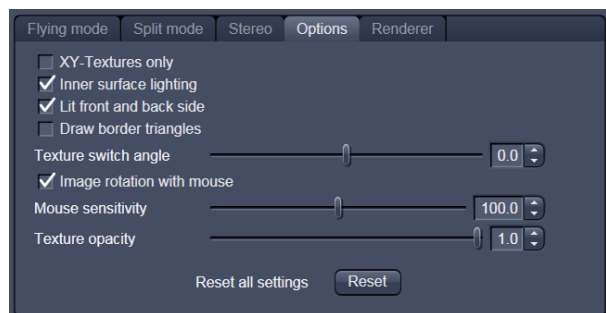 Flying mode Split mode Stereo Options Renderer
XY-Textures only
Inner surface lighting
Lit front and back side
Draw border triangles
Texture switch angle 0.0
Image rotation with mouse
Mouse sensitivity 100.0
Texture opacity 1.0
Reset all settings Reset